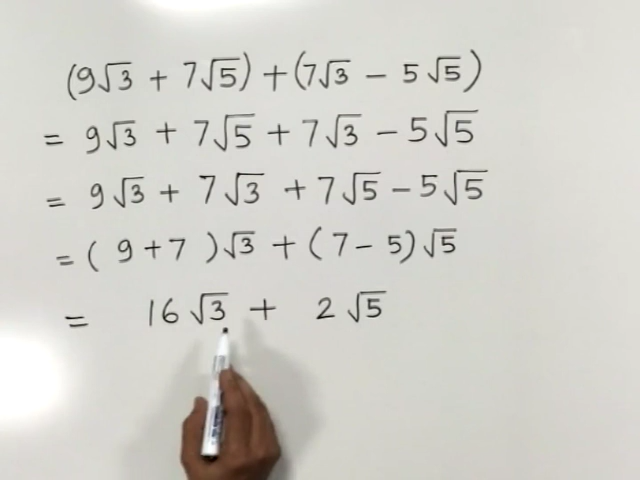 (9√3 + 7√5) + (7√3 − 5√5)
= 9√3 + 7√5 + 7√3 − 5√5
= 9√3 + 7√3 + 7√5 − 5√5
= (9 + 7)√3 + (7 − 5)√5
= 16√3 + 2√5